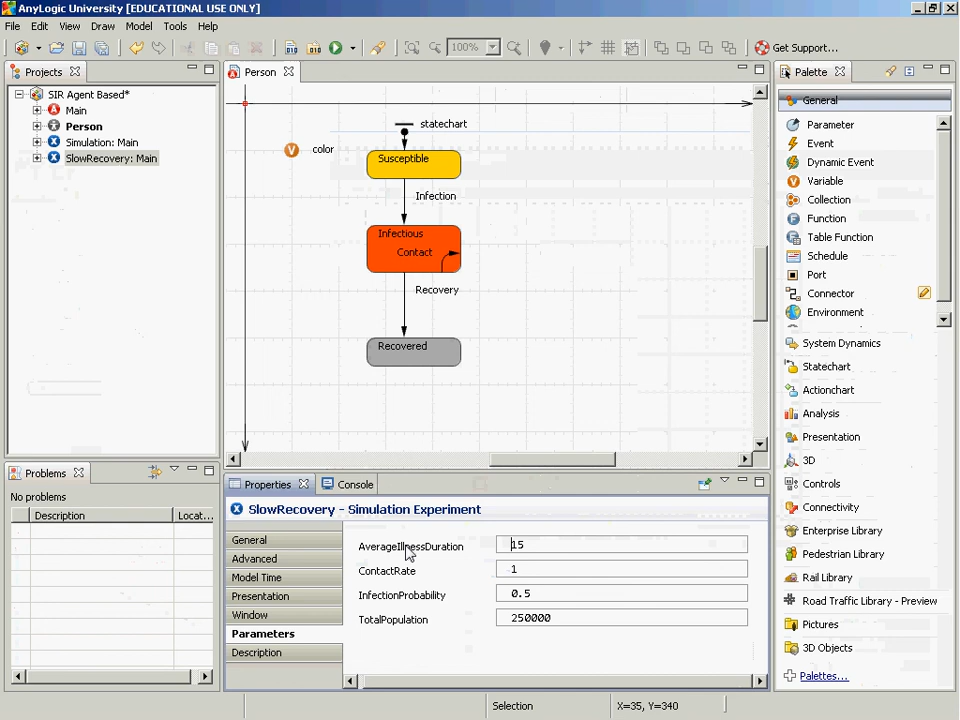 AnyLogic University [EDUCATIONAL USE ONLY]
File Edit View Draw Model Tools Help
100% Get Support...
Projects
SIR Agent Based*
Main
Person
Simulation: Main
SlowRecovery: Main
Problems
No problems
Description Locat...
Person
statechart
color
Susceptible
Infection
Infectious
Contact
Recovery
Recovered
Properties Console
SlowRecovery - Simulation Experiment
General
Advanced
Model Time
Presentation
Window
Parameters
Description
AverageIllnessDuration 15
ContactRate 1
InfectionProbability 0.5
TotalPopulation 250000
Palette
General
Parameter
Event
Dynamic Event
Variable
Collection
Function
Table Function
Schedule
Port
Connector
Environment
System Dynamics
Statechart
Actionchart
Analysis
Presentation
3D
Controls
Connectivity
Enterprise Library
Pedestrian Library
Rail Library
Road Traffic Library - Preview
Pictures
3D Objects
Palettes...
Selection X=35, Y=340